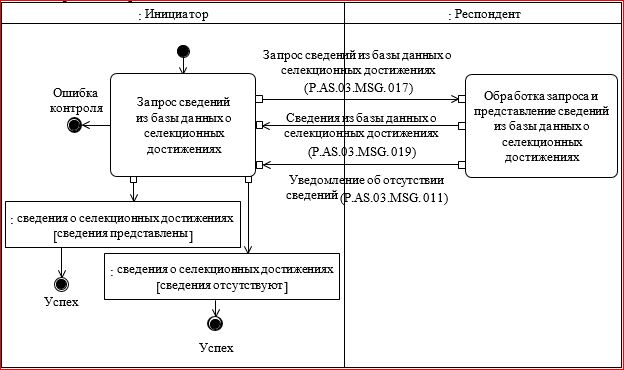 : Инициатор
: Респондент
Запрос сведений из базы данных о
селекционных достижениях
(P.AS.03.MSG.017)
Ошибка
контроля
Запрос сведений
из базы данных о
селекционных
достижениях
Обработка запроса и
представление сведений
из базы данных о
селекционных
достижениях
Сведения из базы данных о
селекционных достижениях
(P.AS.03.MSG.019)
Уведомление об отсутствии
сведений (P.AS.03.MSG.011)
: сведения о селекционных достижениях
[сведения представлены]
: сведения о селекционных достижениях
[сведения отсутствуют]
Успех
Успех